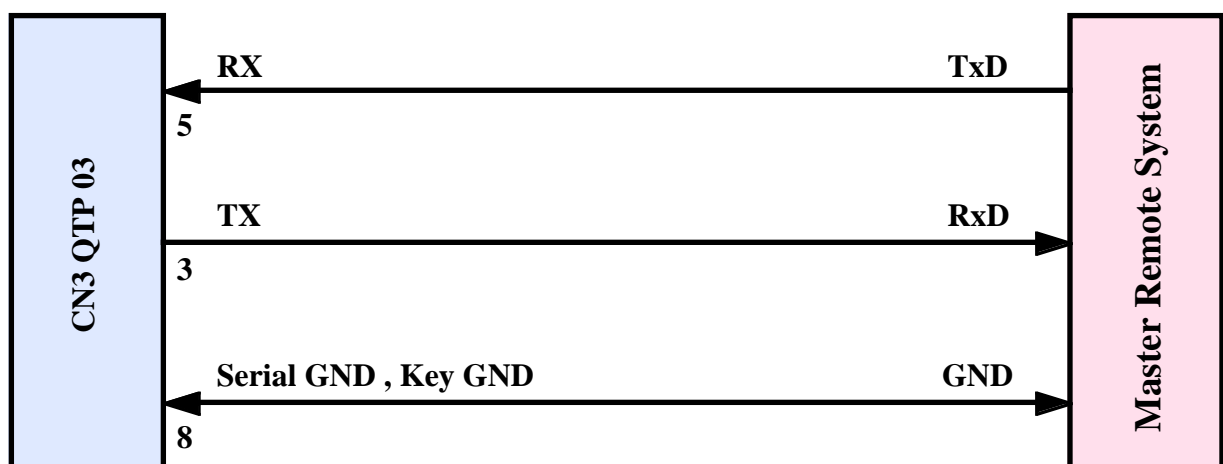 CN3 QTP 03
RX
TxD
5
TX
RxD
3
Serial GND , Key GND
GND
8
Master Remote System